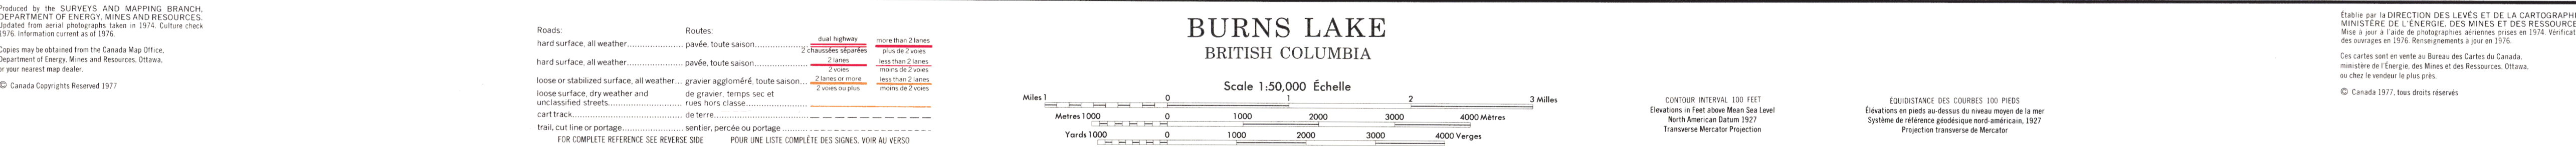 Produced by the SURVEYS AND MAPPING BRANCH,
DEPARTMENT OF ENERGY, MINES AND RESOURCES.
Updated from aerial photographs taken in 1974. Culture check
1976. Information current as of 1976.
Copies may be obtained from the Canada Map Office,
Department of Energy, Mines and Resources, Ottawa,
or your nearest map dealer.
© Canada Copyrights Reserved 1977
Roads: Routes:
hard surface, all weather pavée, toute saison dual highway more than 2 lanes
2 chaussées séparées plus de 2 voies
hard surface, all weather pavée, toute saison 2 lanes less than 2 lanes
2 voies moins de 2 voies
loose or stabilized surface, all weather gravier aggloméré, toute saison 2 lanes or more less than 2 lanes
2 voies ou plus moins de 2 voies
loose surface, dry weather and de gravier, temps sec et
unclassified streets rues hors classe
cart track de terre
trail, cut line or portage sentier, percée ou portage
FOR COMPLETE REFERENCE SEE REVERSE SIDE POUR UNE LISTE COMPLÈTE DES SIGNES, VOIR AU VERSO
BURNS LAKE
BRITISH COLUMBIA
Scale 1:50,000 Échelle
Miles 1 0 1 2 3 Milles
Metres 1000 0 1000 2000 3000 4000 Mètres
Yards 1000 0 1000 2000 3000 4000 Verges
CONTOUR INTERVAL 100 FEET
Elevations in Feet above Mean Sea Level
North American Datum 1927
Transverse Mercator Projection
ÉQUIDISTANCE DES COURBES 100 PIEDS
Élévations en pieds au-dessus du niveau moyen de la mer
Système de référence géodésique nord-américain, 1927
Projection transverse de Mercator
Établie par la DIRECTION DES LEVÉS ET DE LA CARTOGRAPHI
MINISTÈRE DE L'ÉNERGIE, DES MINES ET DES RESSOURCE
Mise à jour à l'aide de photographies aériennes prises en 1974. Vérificat
des ouvrages en 1976. Renseignements à jour en 1976.
Ces cartes sont en vente au Bureau des Cartes du Canada,
ministère de l'Énergie, des Mines et des Ressources, Ottawa,
ou chez le vendeur le plus près.
© Canada 1977, tous droits réservés